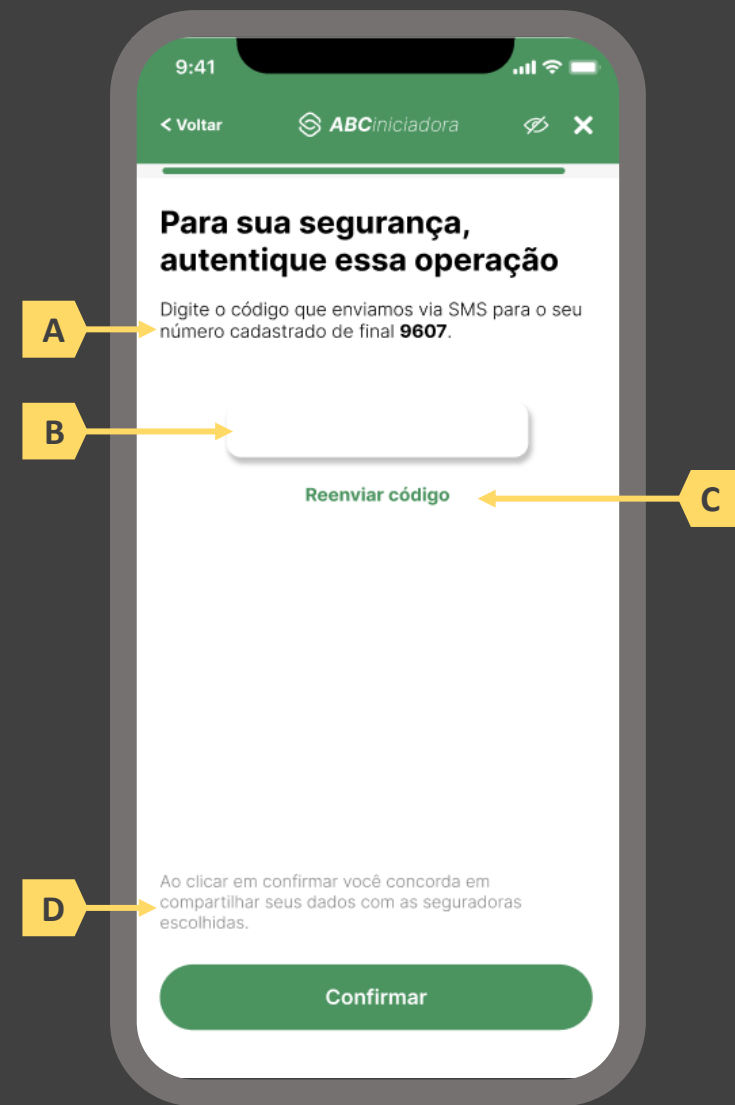 9:41
< Voltar ABCiniciadora
Para sua segurança,
autentique essa operação
Digite o código que enviamos via SMS para o seu
número cadastrado de final 9607.
A
B
Reenviar código
C
Ao clicar em confirmar você concorda em
compartilhar seus dados com as seguradoras
escolhidas.
D
Confirmar